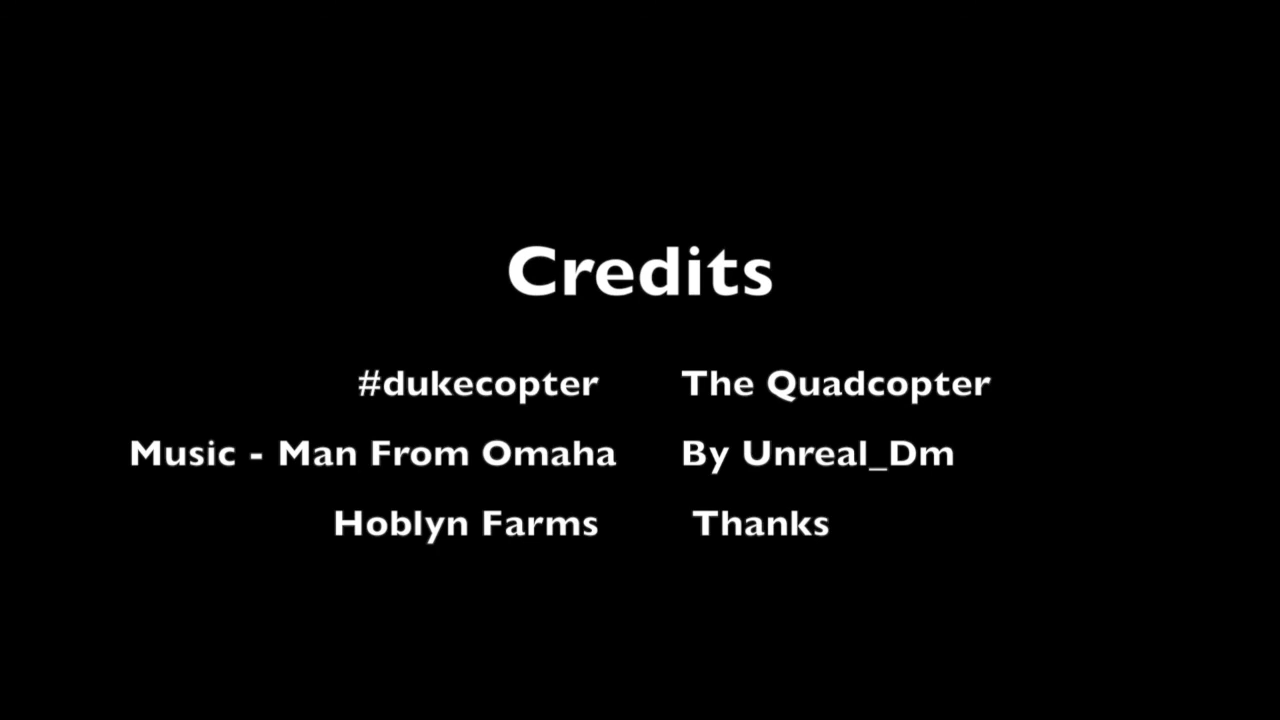 Credits
#dukecopter The Quadcopter
Music - Man From Omaha By Unreal_Dm
Hoblyn Farms Thanks